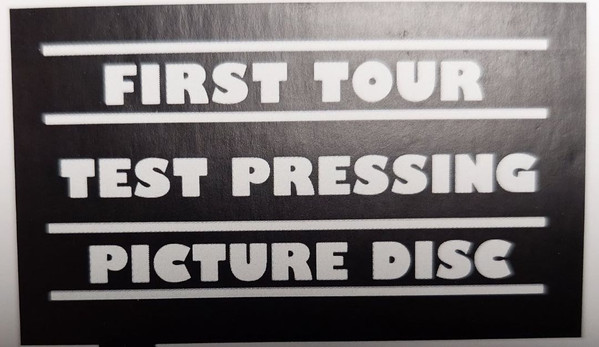 FIRST TOUR
TEST PRESSING
PICTURE DISC